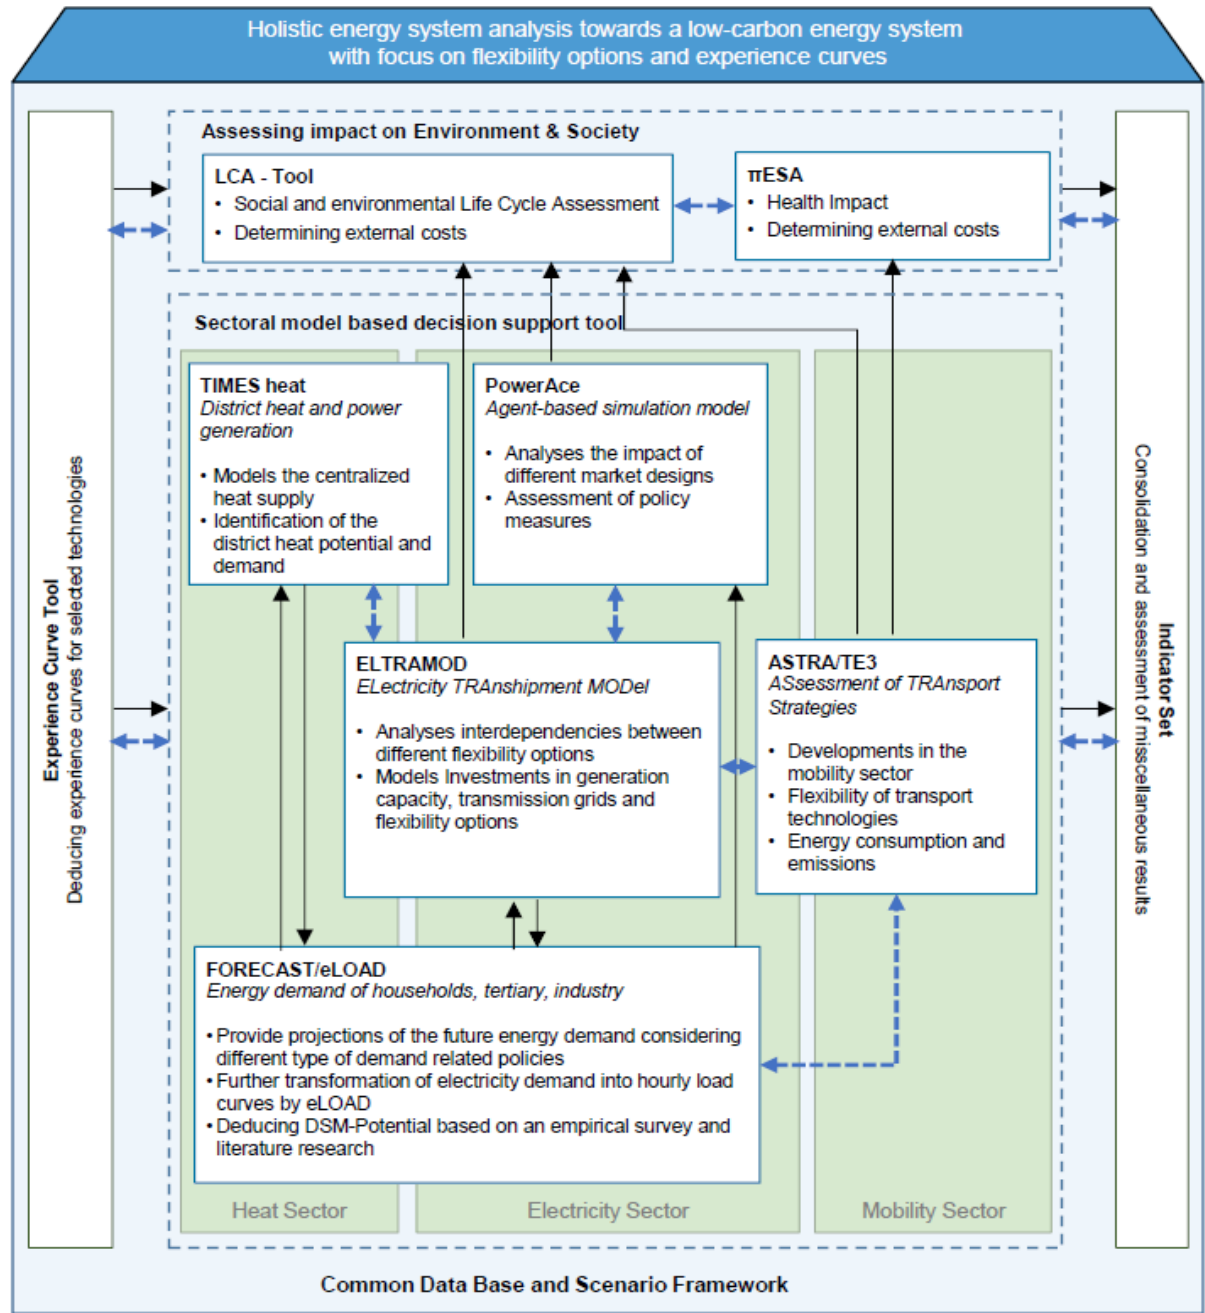 Holistic energy system analysis towards a low-carbon energy system
with focus on flexibility options and experience curves
Experience Curve Tool
Deducing experience curves for selected technologies
Assessing impact on Environment & Society
LCA - Tool
• Social and environmental Life Cycle Assessment
• Determining external costs
πESA
• Health Impact
• Determining external costs
Sectoral model based decision support tool
TIMES heat
District heat and power
generation
• Models the centralized
heat supply
• Identification of the
district heat potential and
demand
PowerAce
Agent-based simulation model
• Analyses the impact of
different market designs
• Assessment of policy
measures
ELTRAMOD
ELectricity TRAnshipment MODel
• Analyses interdependencies between
different flexibility options
• Models Investments in generation
capacity, transmission grids and
flexibility options
ASTRA/TE3
ASsessment of TRAnsport
Strategies
• Developments in the
mobility sector
• Flexibility of transport
technologies
• Energy consumption and
emissions
FORECAST/eLOAD
Energy demand of households, tertiary, industry
• Provide projections of the future energy demand considering
different type of demand related policies
• Further transformation of electricity demand into hourly load
curves by eLOAD
• Deducing DSM-Potential based on an empirical survey and
literature research
Heat Sector
Electricity Sector
Mobility Sector
Indicator Set
Consolidation and assessment of misscellaneous results
Common Data Base and Scenario Framework